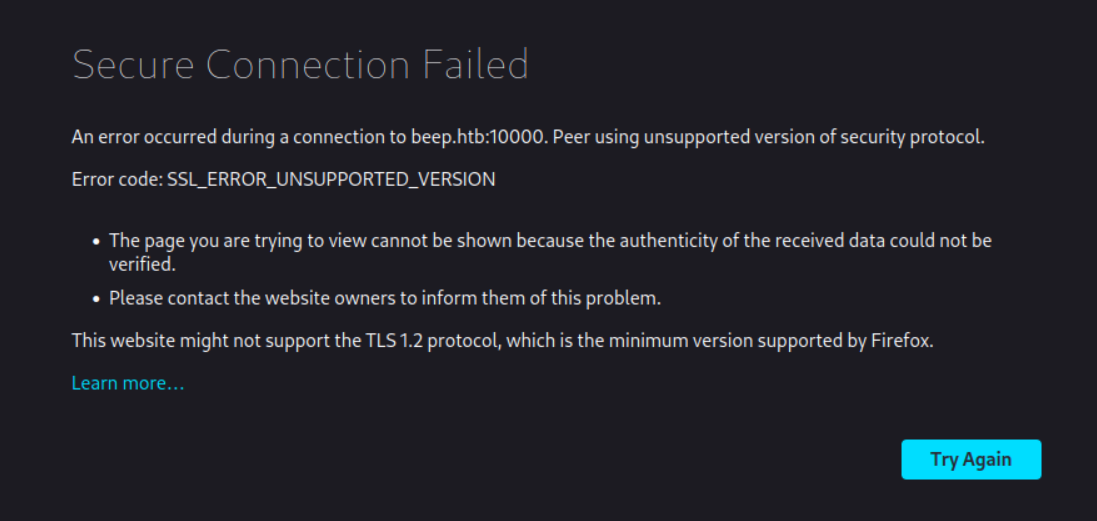 Secure Connection Failed
An error occurred during a connection to beep.htb:10000. Peer using unsupported version of security protocol.
Error code: SSL_ERROR_UNSUPPORTED_VERSION
• The page you are trying to view cannot be shown because the authenticity of the received data could not be
verified.
• Please contact the website owners to inform them of this problem.
This website might not support the TLS 1.2 protocol, which is the minimum version supported by Firefox.
Learn more…
Try Again